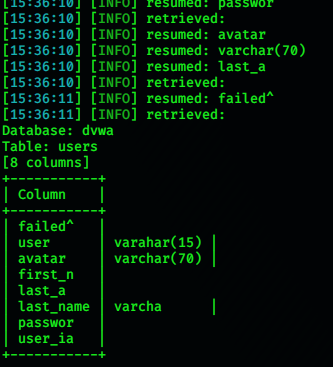 [15:36:10] [INFO] resumed: passwor
[15:36:10] [INFO] retrieved:
[15:36:10] [INFO] resumed: avatar
[15:36:10] [INFO] resumed: varchar(70)
[15:36:10] [INFO] resumed: last_a
[15:36:10] [INFO] retrieved:
[15:36:11] [INFO] resumed: failed^
[15:36:11] [INFO] retrieved:
Database: dvwa
Table: users
[8 columns]
+-----------+
| Column    |
+-----------+
| failed^   |
| user      | varahar(15) |
| avatar    | varchar(70) |
| first_n   |
| last_a    |
| last_name | varcha      |
| passwor   |
| user_ia   |
+-----------+